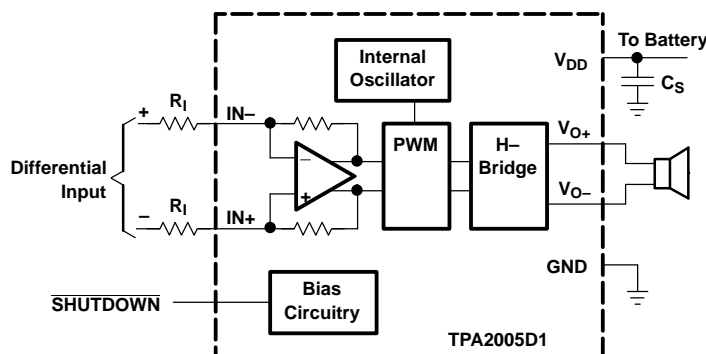 To Battery
Internal
Oscillator
VDD
CS
+
RI
IN–
VO+
PWM
H–
Bridge
–
Differential
Input
+
VO–
–
RI
IN+
GND
SHUTDOWN
Bias
Circuitry
TPA2005D1